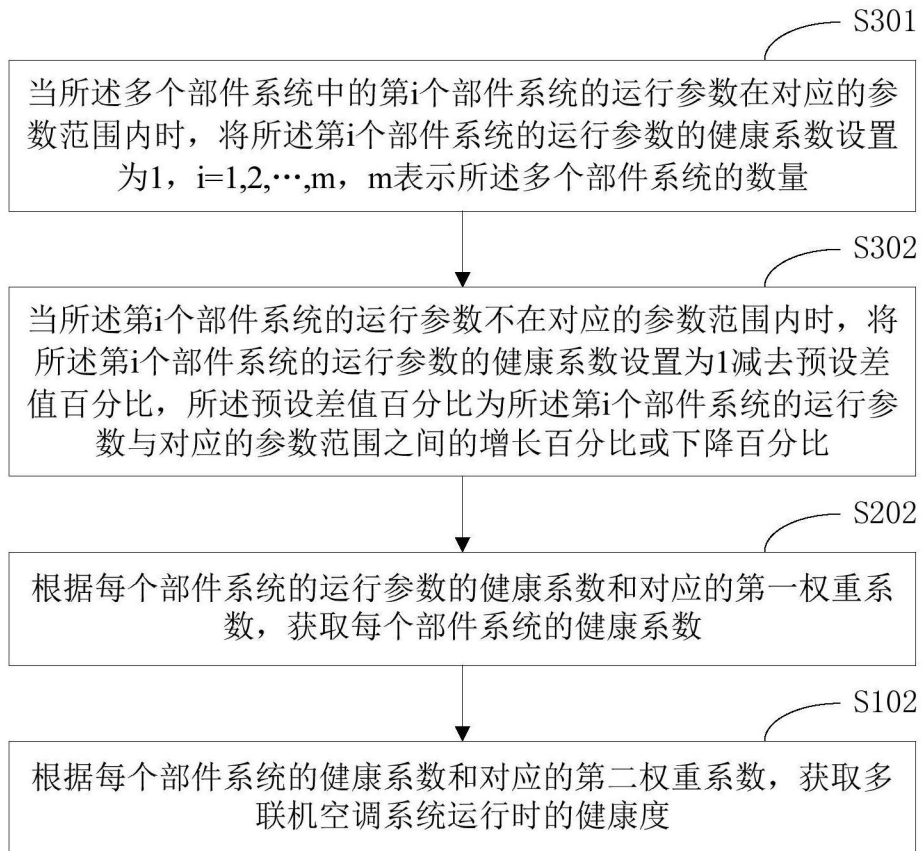 S301
当所述多个部件系统中的第i个部件系统的运行参数在对应的参
数范围内时，将所述第i个部件系统的运行参数的健康系数设置
为1，i=1,2,⋯,m，m表示所述多个部件系统的数量
S302
当所述第i个部件系统的运行参数不在对应的参数范围内时，将
所述第i个部件系统的运行参数的健康系数设置为1减去预设差
值百分比，所述预设差值百分比为所述第i个部件系统的运行参
数与对应的参数范围之间的增长百分比或下降百分比
S202
根据每个部件系统的运行参数的健康系数和对应的第一权重系
数，获取每个部件系统的健康系数
S102
根据每个部件系统的健康系数和对应的第二权重系数，获取多
联机空调系统运行时的健康度